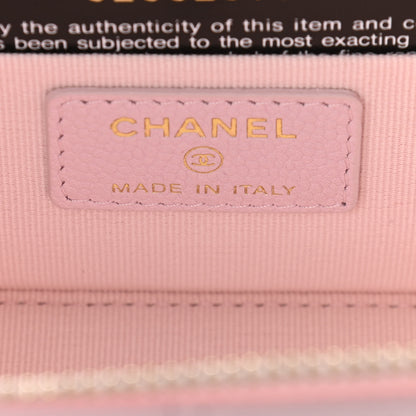 y the authenticity of this item and c
s been subjected to the most exacting
CHANEL
MADE IN ITALY